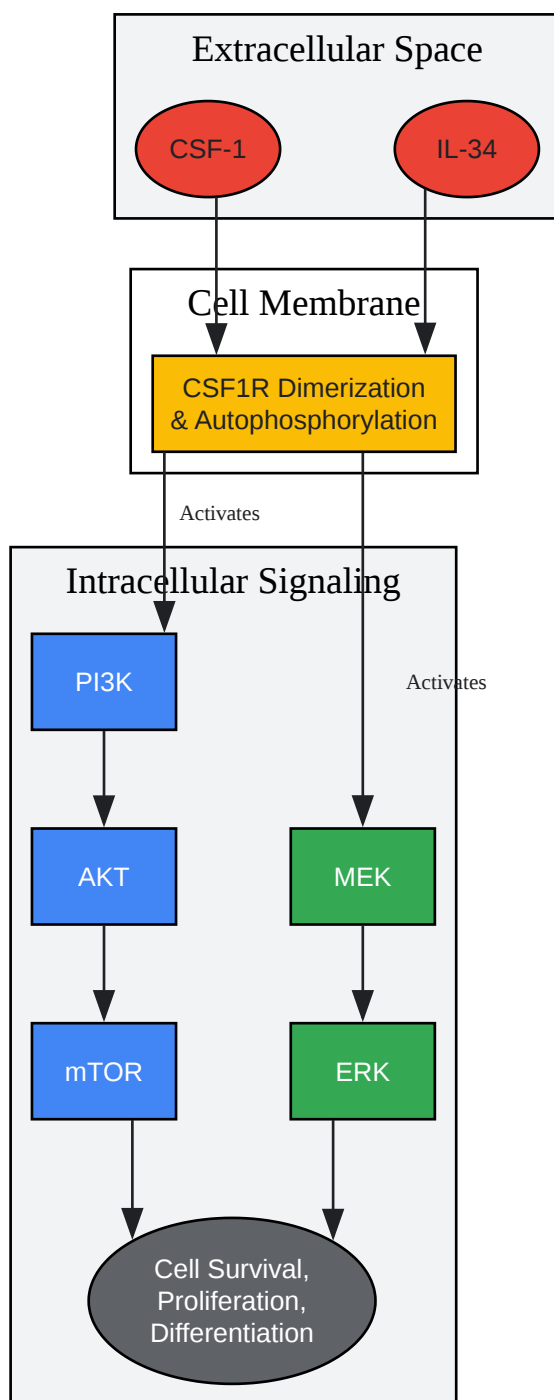 Extracellular Space
CSF-1
IL-34
Cell Membrane
CSF1R Dimerization
& Autophosphorylation
Activates
Intracellular Signaling
PI3K
Activates
AKT
MEK
mTOR
ERK
Cell Survival,
Proliferation,
Differentiation